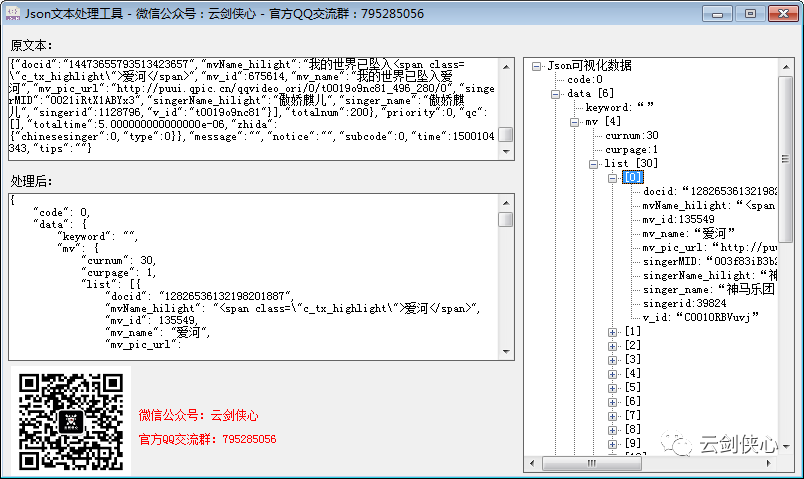 Json文本处理工具 - 微信公众号：云剑侠心 - 官方QQ交流群：795285056
原文本：
{"docid":"14473655793513423657","mvName_hilight":"我的世界已坠入<span class=
\"c_tx_highlight\">爱河</span>","mv_id":675614,"mv_name":"我的世界已坠入爱
河","mv_pic_url":"http://puui.qpic.cn/qqvideo_ori/0/t0019o9nc81_496_280/0","singe
rMID":"0021iRtX1ABYx3","singerName_hilight":"傲娇麒儿","singer_name":"傲娇麒
儿","singerid":1128796,"v_id":"t0019o9nc81"}],"totalnum":200},"priority":0,"qc":
[],"totaltime":5.000000000000000e-06,"zhida":
{"chinesesinger":0,"type":0}},"message":"","notice":"","subcode":0,"time":1500104
343,"tips":""}
处理后：
{
"code": 0,
"data": {
"keyword": "",
"mv": {
"curnum": 30,
"curpage": 1,
"list": [{
"docid": "12826536132198201887",
"mvName_hilight": "<span class=\"c_tx_highlight\">爱河</span>",
"mv_id": 135549,
"mv_name": "爱河",
"mv_pic_url":
微信公众号：云剑侠心
官方QQ交流群：795285056
Json可视化数据
code:0
data [6]
keyword:“”
mv [4]
curnum:30
curpage:1
list [30]
[0]
docid:“128265361321982
mvName_hilight:“<span
mv_id:135549
mv_name:“爱河”
mv_pic_url:“http://puu
singerMID:“003f83iB3b2
singerName_hilight:“神
singer_name:“神马乐团
singerid:39824
v_id:“C0010RBVuvj”
[1]
[2]
[3]
[4]
[5]
[6]
[7]
[8]
[9]
云剑侠心